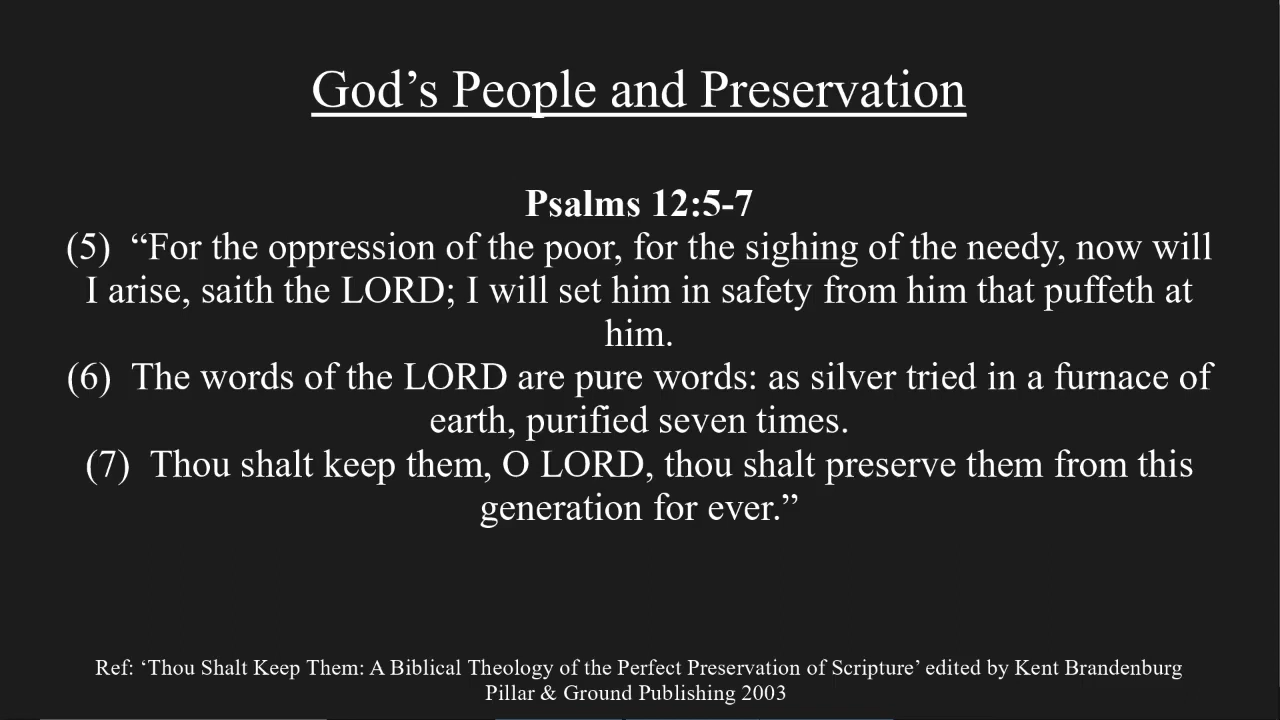 God’s People and Preservation
Psalms 12:5-7
(5)  “For the oppression of the poor, for the sighing of the needy, now will
I arise, saith the LORD; I will set him in safety from him that puffeth at
him.
(6)  The words of the LORD are pure words: as silver tried in a furnace of
earth, purified seven times.
(7)  Thou shalt keep them, O LORD, thou shalt preserve them from this
generation for ever.”
Ref: ‘Thou Shalt Keep Them: A Biblical Theology of the Perfect Preservation of Scripture’ edited by Kent Brandenburg
Pillar & Ground Publishing 2003